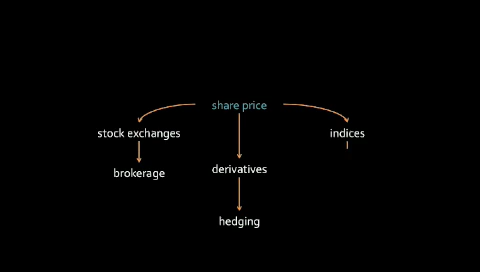 share price
stock exchanges
indices
brokerage
derivatives
hedging